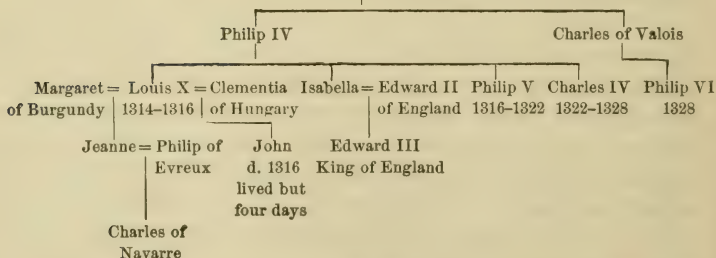 Philip IV Charles of Valois
Margaret = Louis X = Clementia Isabella = Edward II Philip V Charles IV Philip VI
of Burgundy 1314–1316 of Hungary of England 1316–1322 1322–1328 1328
Jeanne = Philip of John Edward III
Evreux d. 1316 King of England
lived but
four days
Charles of
Navarre